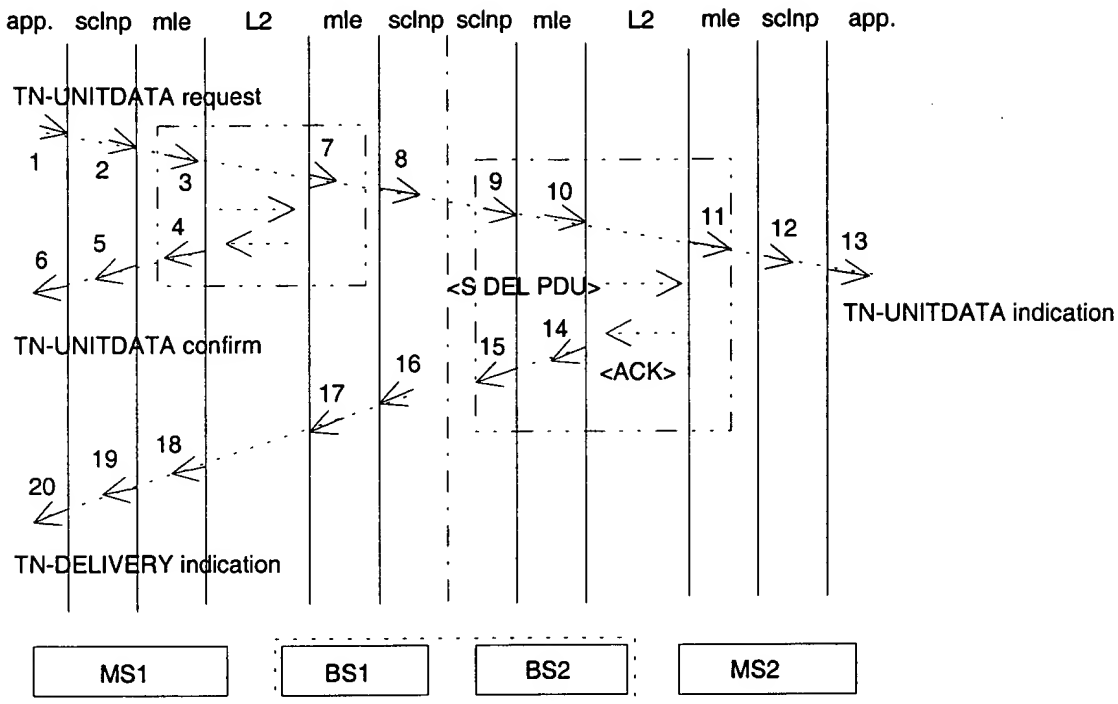 app. sclnp mle L2 mle sclnp sclnp mle L2 mle sclnp app.
TN-UNITDATA request
1
2
3
7
8
9
10
11
12
13
4
5
6
<S DEL PDU>
TN-UNITDATA indication
TN-UNITDATA confirm
14
15
<ACK>
16
17
18
19
20
TN-DELIVERY indication
MS1
BS1
BS2
MS2